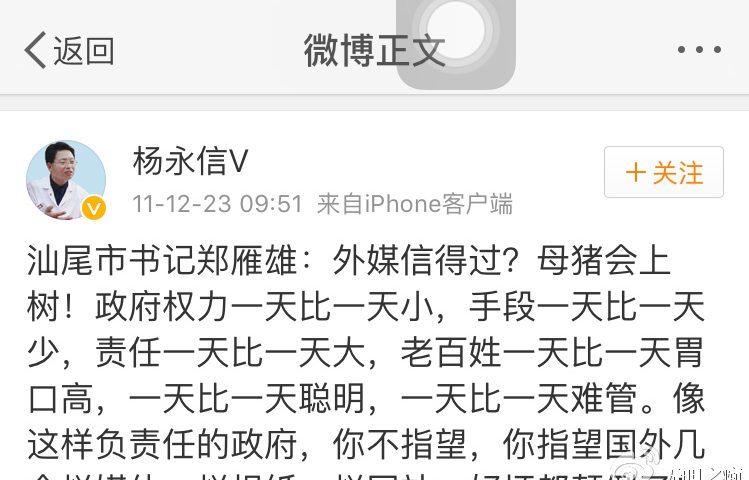 返回
微博正文
杨永信V
+关注
11-12-23 09:51 来自iPhone客户端
汕尾市书记郑雁雄：外媒信得过？母猪会上
树！政府权力一天比一天小，手段一天比一天
少，责任一天比一天大，老百姓一天比一天胃
口高，一天比一天聪明，一天比一天难管。像
这样负责任的政府，你不指望，你指望国外几